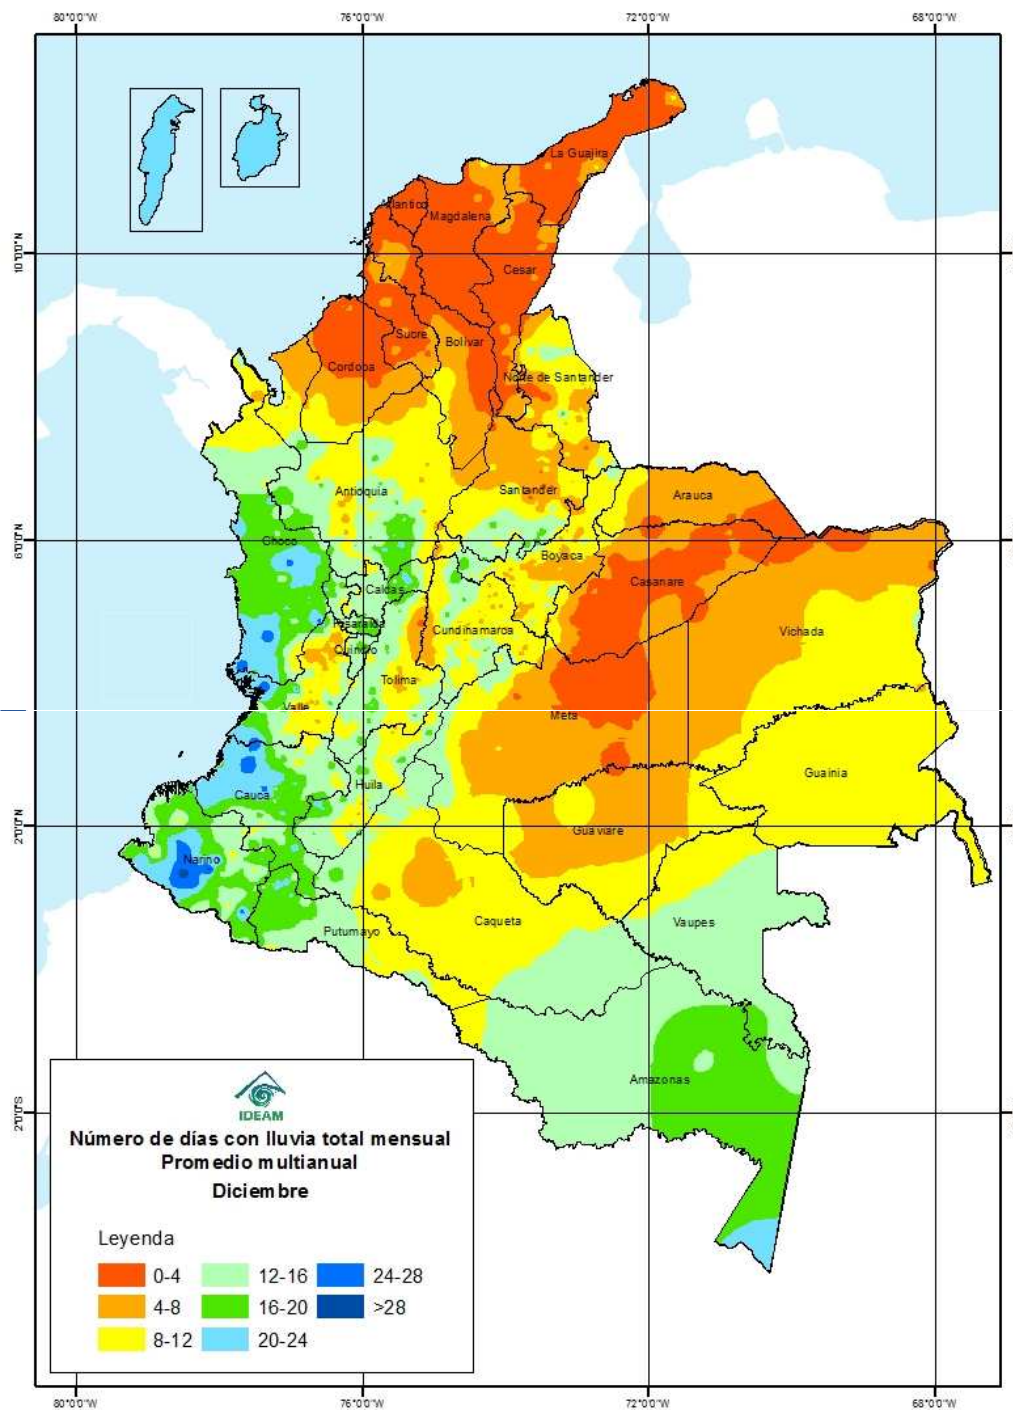 80°0'0"W 76°0'0"W 72°0'0"W 68°0'0"W
La Guajira
Atlantico
Magdalena
10°0'0"N
Cesar
Sucre
Bolivar
Cordoba
Norte de Santander
Antioquia
Santander
Arauca
6°0'0"N
Choco
Boyaca
Casanare
Caldas
Risaralda
Cundinamarca
Vichada
Quindio
Tolima
Valle
Meta
Guainia
Huila
Cauca
2°0'0"N
Guaviare
Nariño
Caqueta
Vaupes
Putumayo
Amazonas
2°0'0"S
IDEAM
Número de días con lluvia total mensual
Promedio multianual
Diciembre
Leyenda
0-4 12-16 24-28
4-8 16-20 >28
8-12 20-24
80°0'0"W 76°0'0"W 72°0'0"W 68°0'0"W